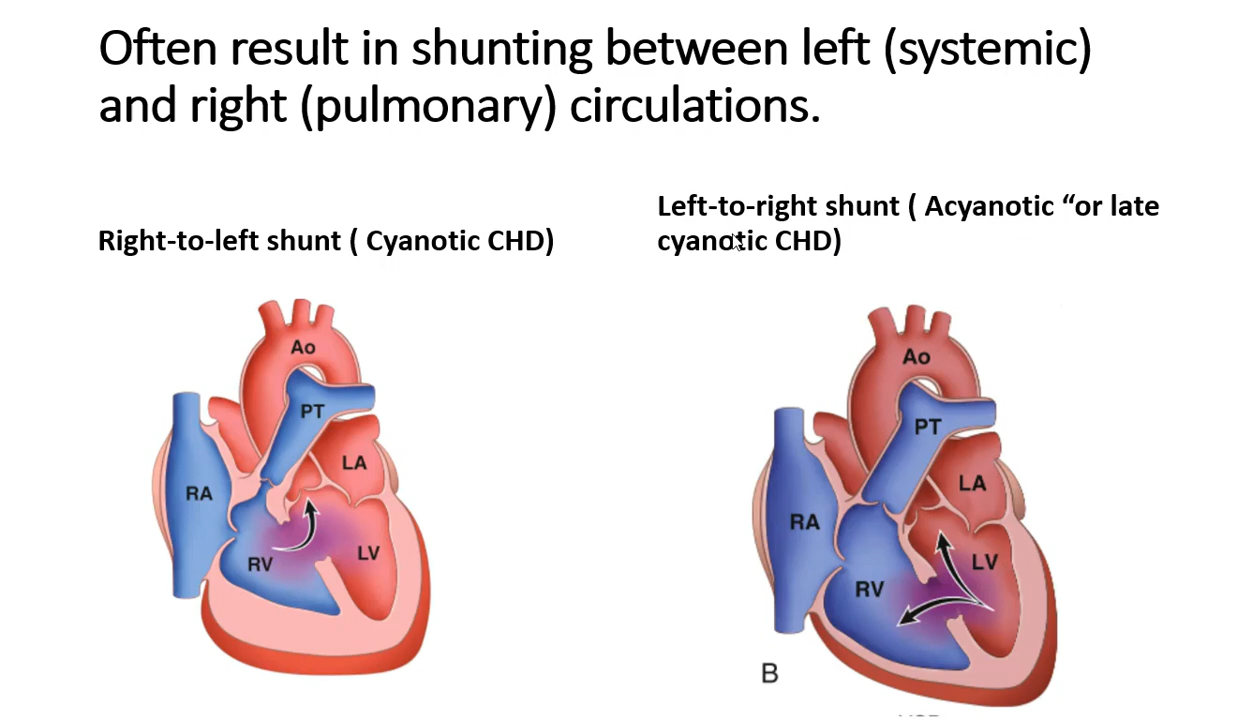 Often result in shunting between left (systemic)
and right (pulmonary) circulations.
Right-to-left shunt ( Cyanotic CHD)
Left-to-right shunt ( Acyanotic “or late
cyanotic CHD)
Ao
PT
LA
RA
RV
LV
Ao
PT
LA
RA
LV
RV
B